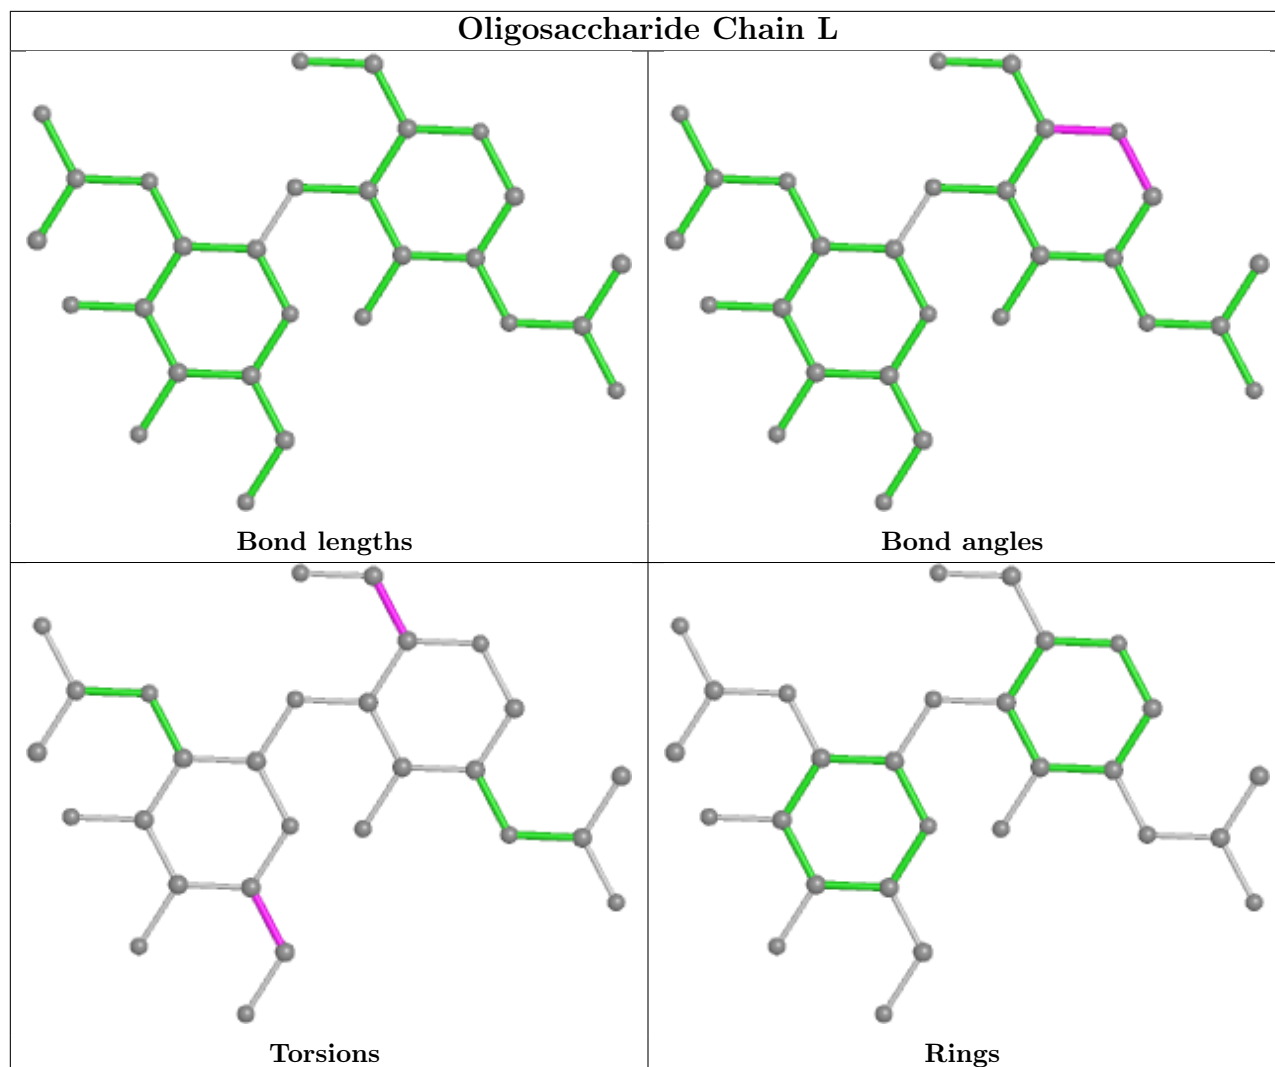 Oligosaccharide Chain L
Bond lengths
Bond angles
Torsions
Rings